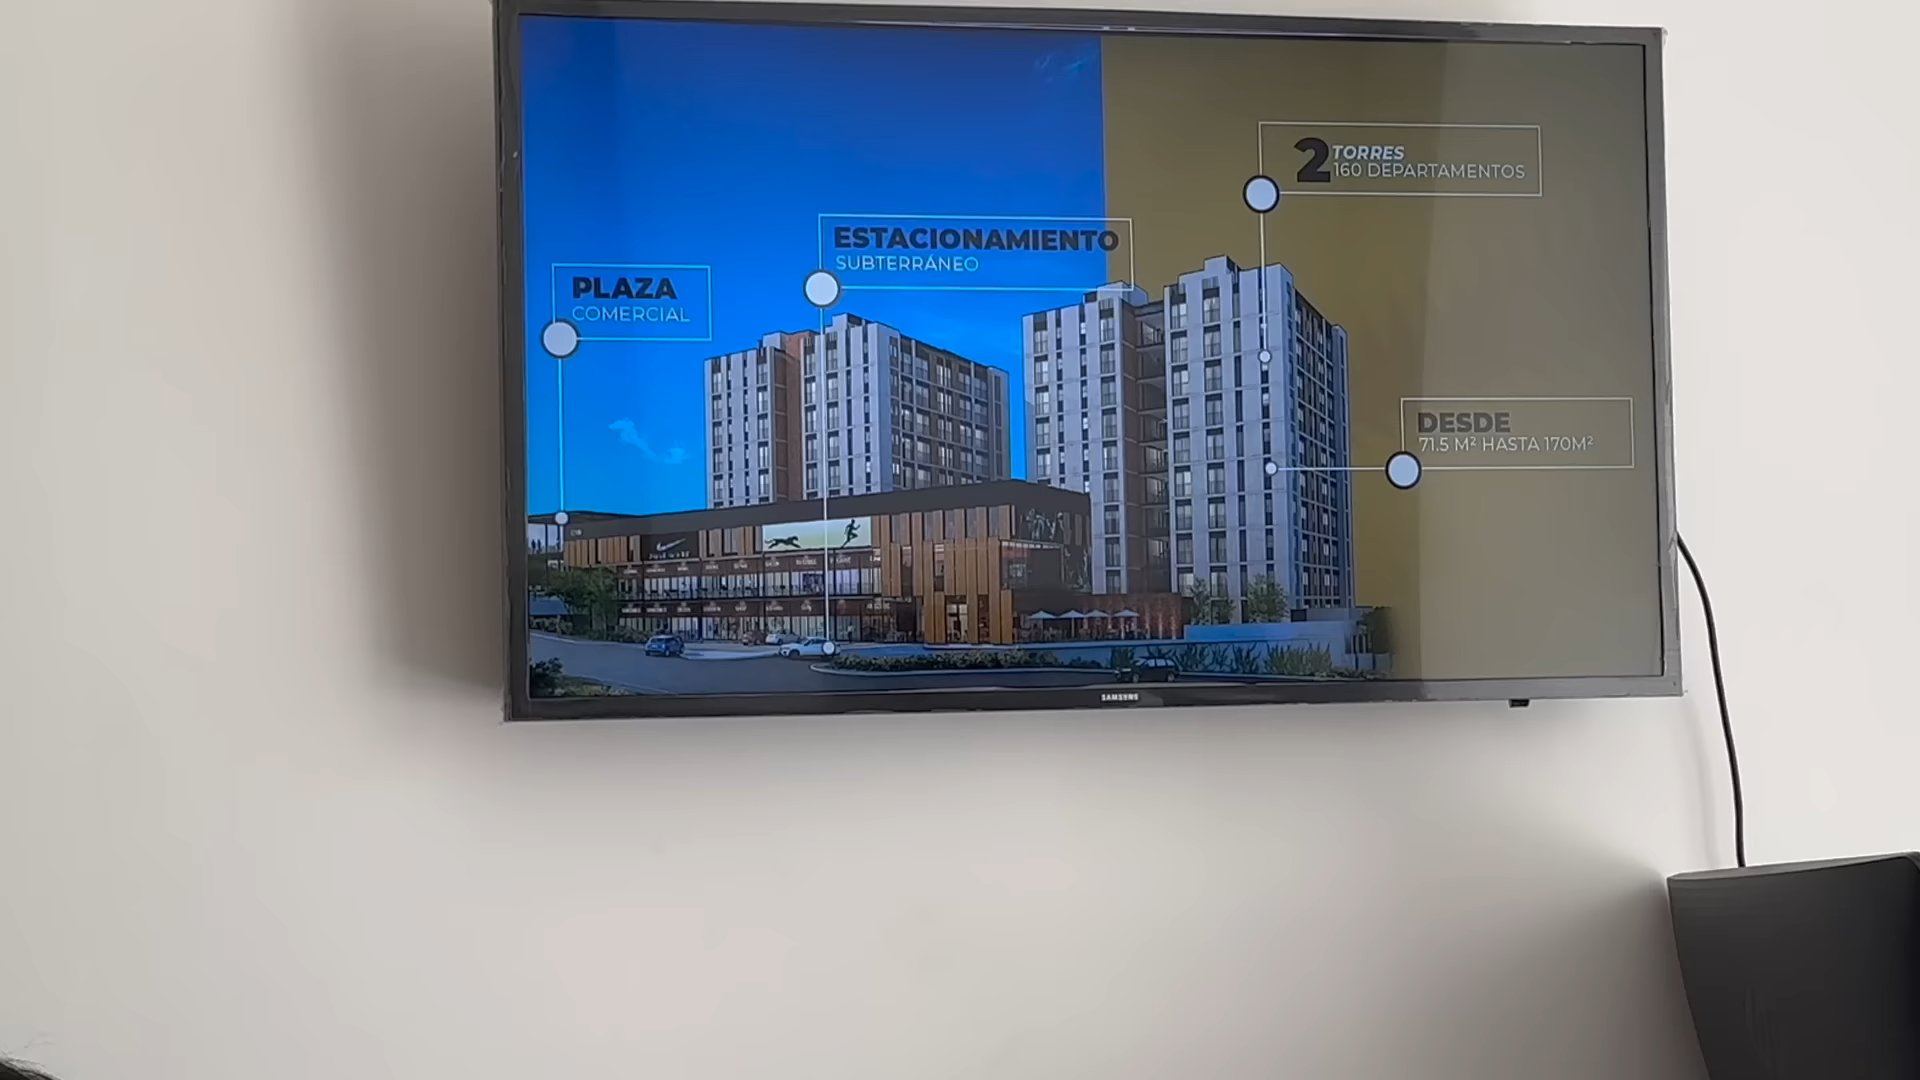 2 TORRES
160 DEPARTAMENTOS
ESTACIONAMIENTO
SUBTERRÁNEO
PLAZA
COMERCIAL
DESDE
71.5 M² HASTA 170M²
SAMSUNG